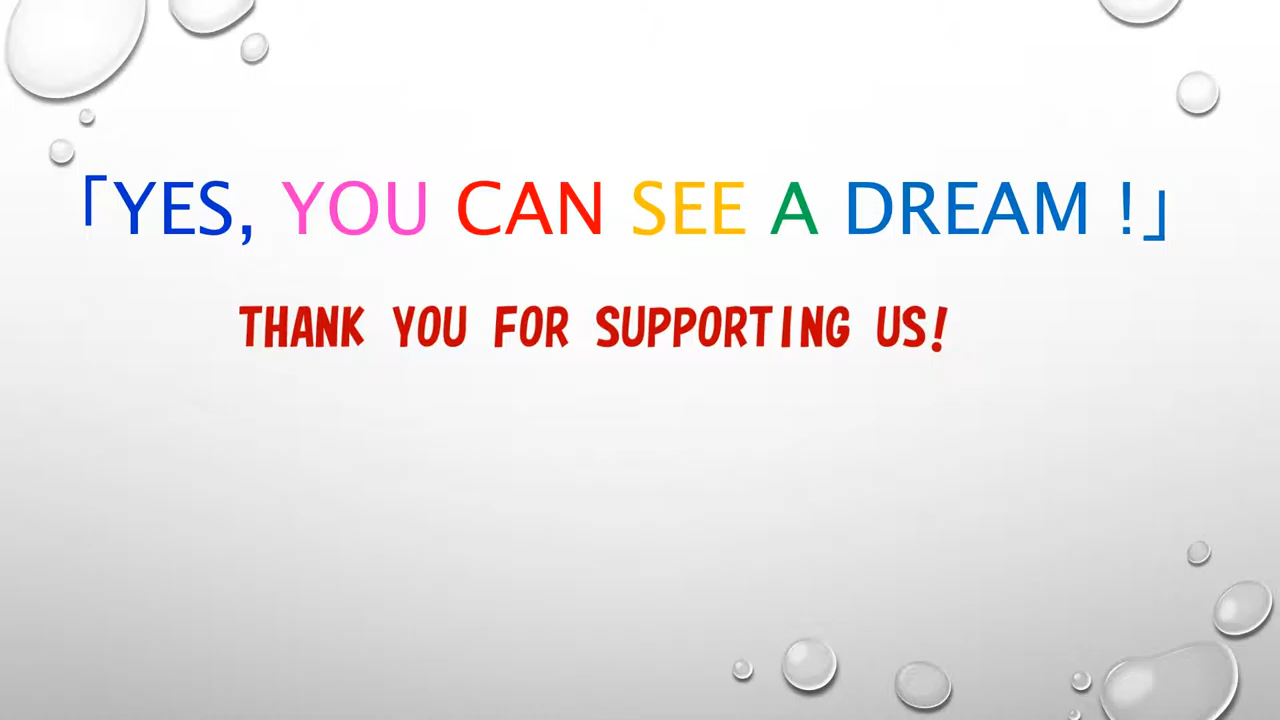 「YES, YOU CAN SEE A DREAM !」
THANK YOU FOR SUPPORTING US!